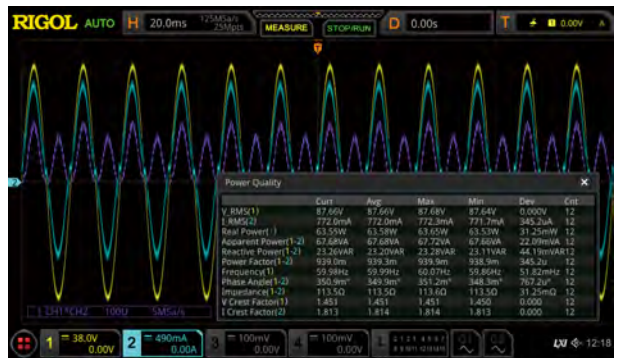 RIGOL AUTO H 20.0ms 125MSa/s 25Mpts MEASURE STOP/RUN D 0.00s T 1 0.00V A
T
2
Power Quality ×
Curr Avg Max Min Dev Cnt
V_RMS(1) 87.66V 87.66V 87.68V 87.64V 0.000V 12
I_RMS(2) 772.0mA 772.0mA 772.3mA 771.7mA 345.2uA 12
Real Power( ) 63.55W 63.58W 63.65W 63.53W 31.25mW 12
Apparent Power(1-2) 67.68VA 67.68VA 67.72VA 67.66VA 22.09mVA 12
Reactive Power(1-2) 23.26VAR 23.20VAR 23.28VAR 23.11VAR 44.19mVAR12
Power Factor(1-2) 939.0m 939.3m 939.9m 938.9m 345.2u 12
Frequency(1) 59.98Hz 59.99Hz 60.07Hz 59.86Hz 51.82mHz 12
Phase Angle(1-2) 350.9m° 349.9m° 351.2m° 348.3m° 767.2u° 12
Impedance(1-2) 113.5Ω 113.5Ω 113.6Ω 113.5Ω 31.25mΩ 12
V Crest Factor(1) 1.451 1.451 1.451 1.450 0.000 12
I Crest Factor(2) 1.813 1.814 1.814 1.813 0.000 12
CH1*CH2 100U 5MSa/s
1 38.0V 0.00V 2 490mA 0.00A 3 100mV 0.00V 4 100mV 0.00V L G1 G2 LXI 12:18